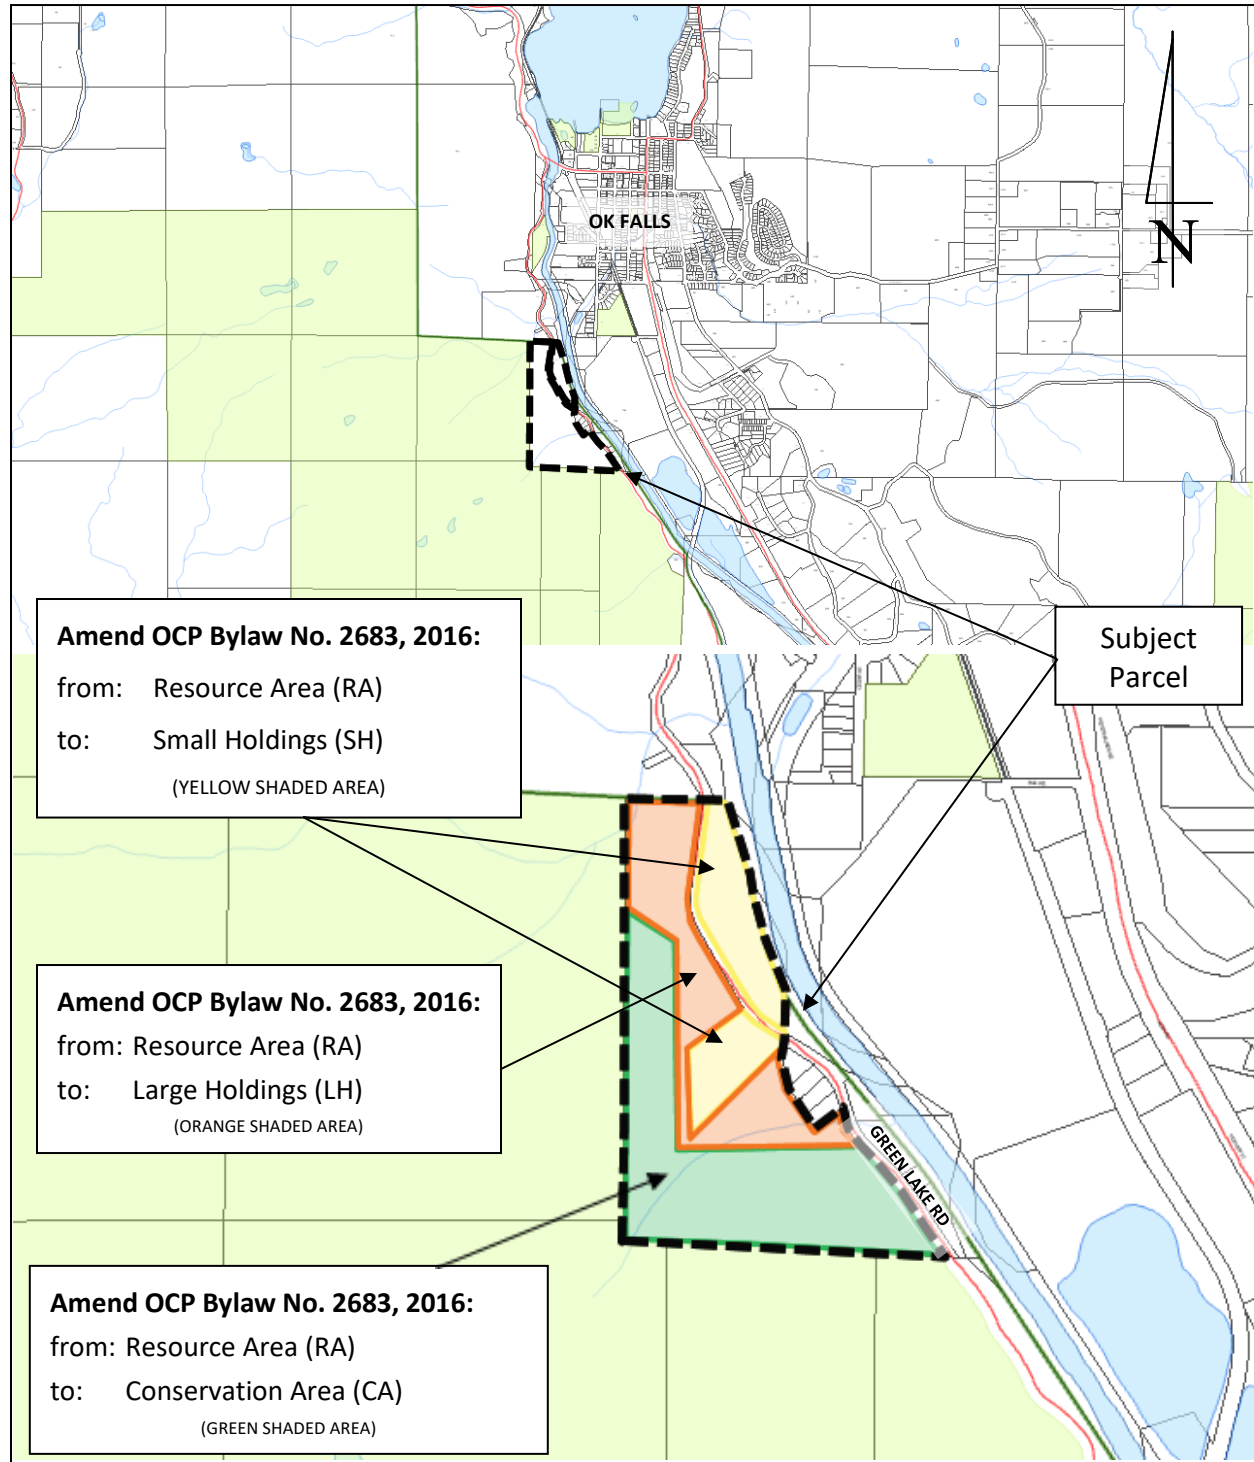 OK FALLS
N
Amend OCP Bylaw No. 2683, 2016:
from: Resource Area (RA)
to: Small Holdings (SH)
(YELLOW SHADED AREA)
Subject
Parcel
Amend OCP Bylaw No. 2683, 2016:
from: Resource Area (RA)
to: Large Holdings (LH)
(ORANGE SHADED AREA)
GREEN LAKE RD
Amend OCP Bylaw No. 2683, 2016:
from: Resource Area (RA)
to: Conservation Area (CA)
(GREEN SHADED AREA)